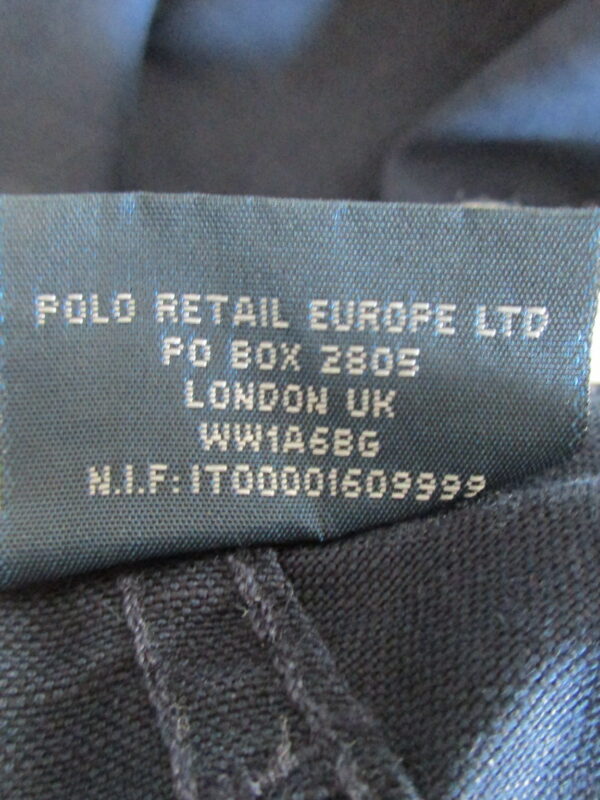 POLO RETAIL EUROPE LTD
PO BOX 2805
LONDON UK
WW1A6BG
N.I.F:IT00001609999